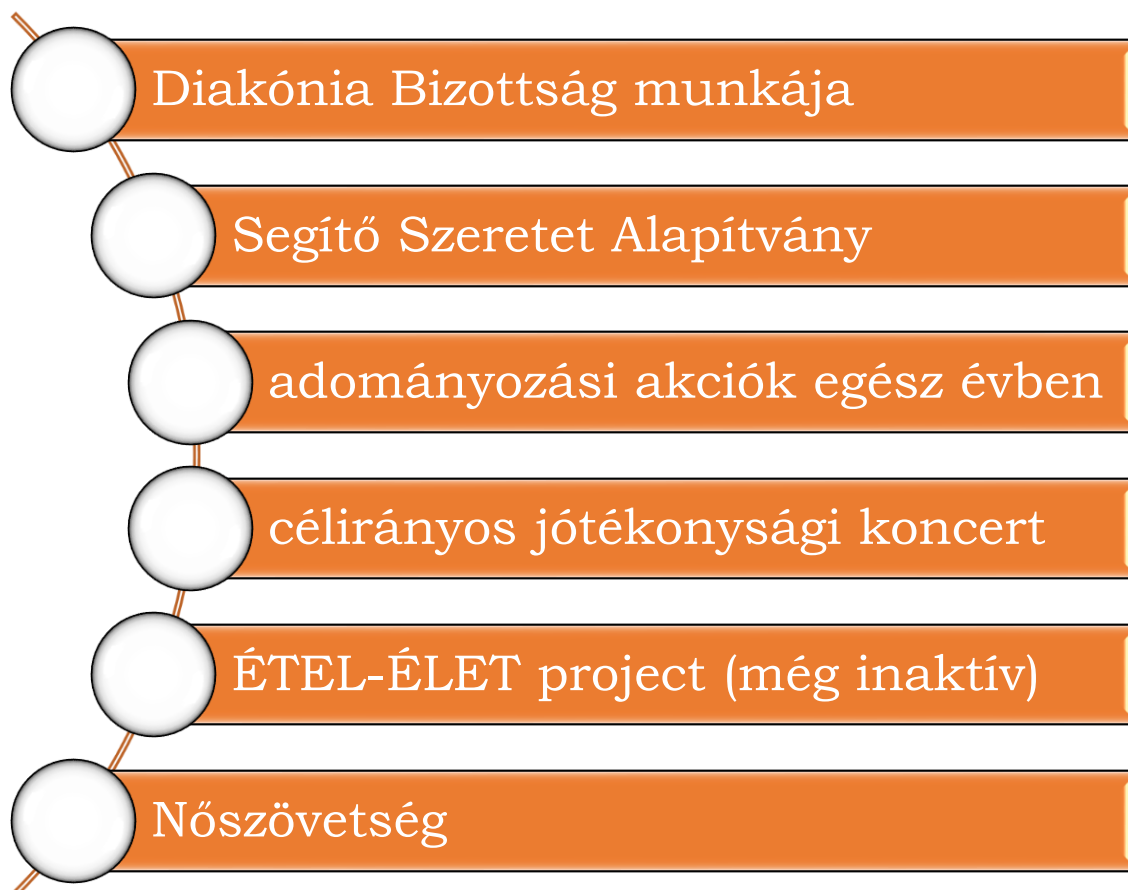 Diakónia Bizottság munkája
Segítő Szeretet Alapítvány
adományozási akciók egész évben
célirányos jótékonysági koncert
ÉTEL-ÉLET project (még inaktív)
Nőszövetség